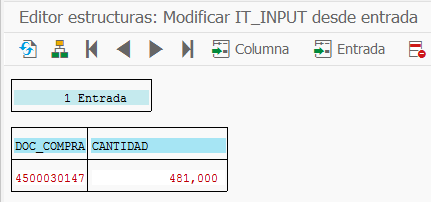 Editor estructuras: Modificar IT_INPUT desde entrada
Columna Entrada
1 Entrada
DOC_COMPRA CANTIDAD
4500030147 481,000